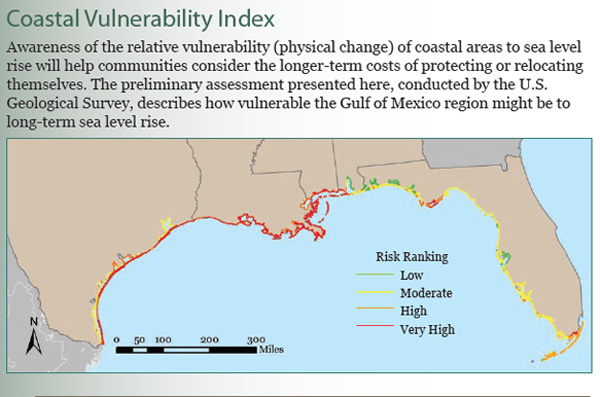 Coastal Vulnerability Index
Awareness of the relative vulnerability (physical change) of coastal areas to sea level
rise will help communities consider the longer-term costs of protecting or relocating
themselves. The preliminary assessment presented here, conducted by the U.S.
Geological Survey, describes how vulnerable the Gulf of Mexico region might be to
long-term sea level rise.
Risk Ranking
Low
Moderate
High
Very High
N
0 50 100 200 300
Miles